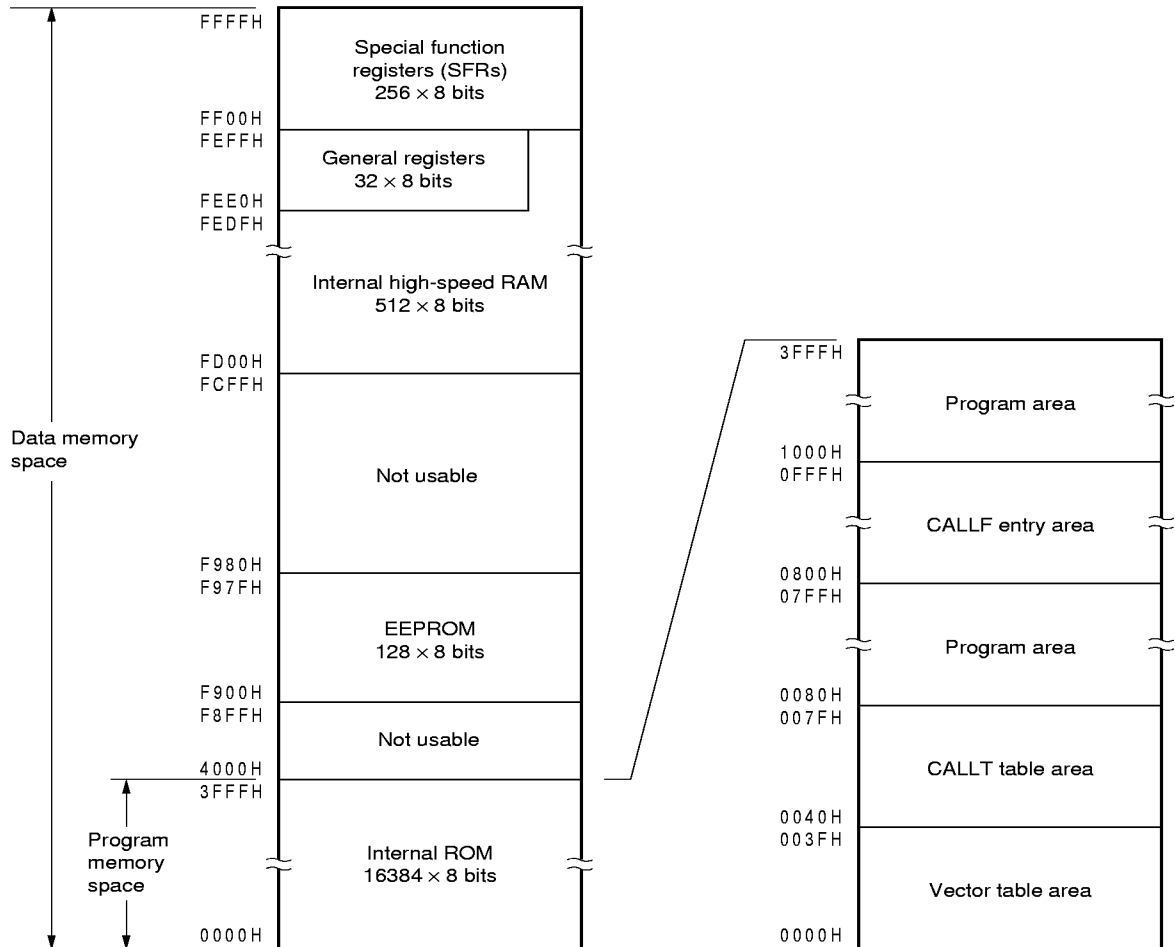 FFFFH
Special function
registers (SFRs)
256 × 8 bits
FF00H
FEFFH
General registers
32 × 8 bits
FEE0H
FEDFH
Internal high-speed RAM
512 × 8 bits
FD00H
FCFFH
Data memory
space
Not usable
F980H
F97FH
EEPROM
128 × 8 bits
F900H
F8FFH
Not usable
4000H
3FFFH
Program
memory
space
Internal ROM
16384 × 8 bits
0000H
3FFFH
Program area
1000H
0FFFH
CALLF entry area
0800H
07FFH
Program area
0080H
007FH
CALLT table area
0040H
003FH
Vector table area
0000H